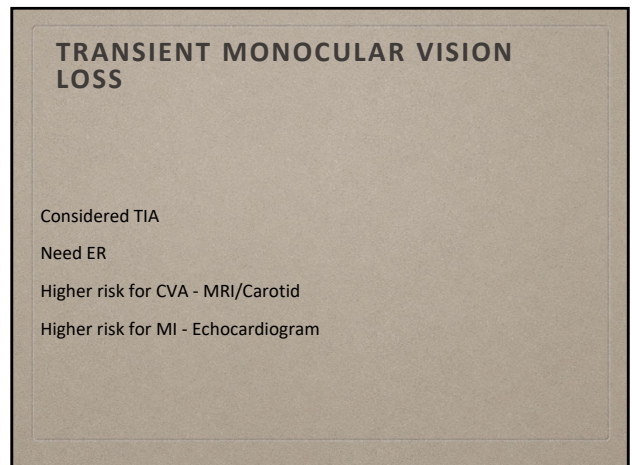 TRANSIENT MONOCULAR VISION
LOSS
Considered TIA
Need ER
Higher risk for CVA - MRI/Carotid
Higher risk for MI - Echocardiogram